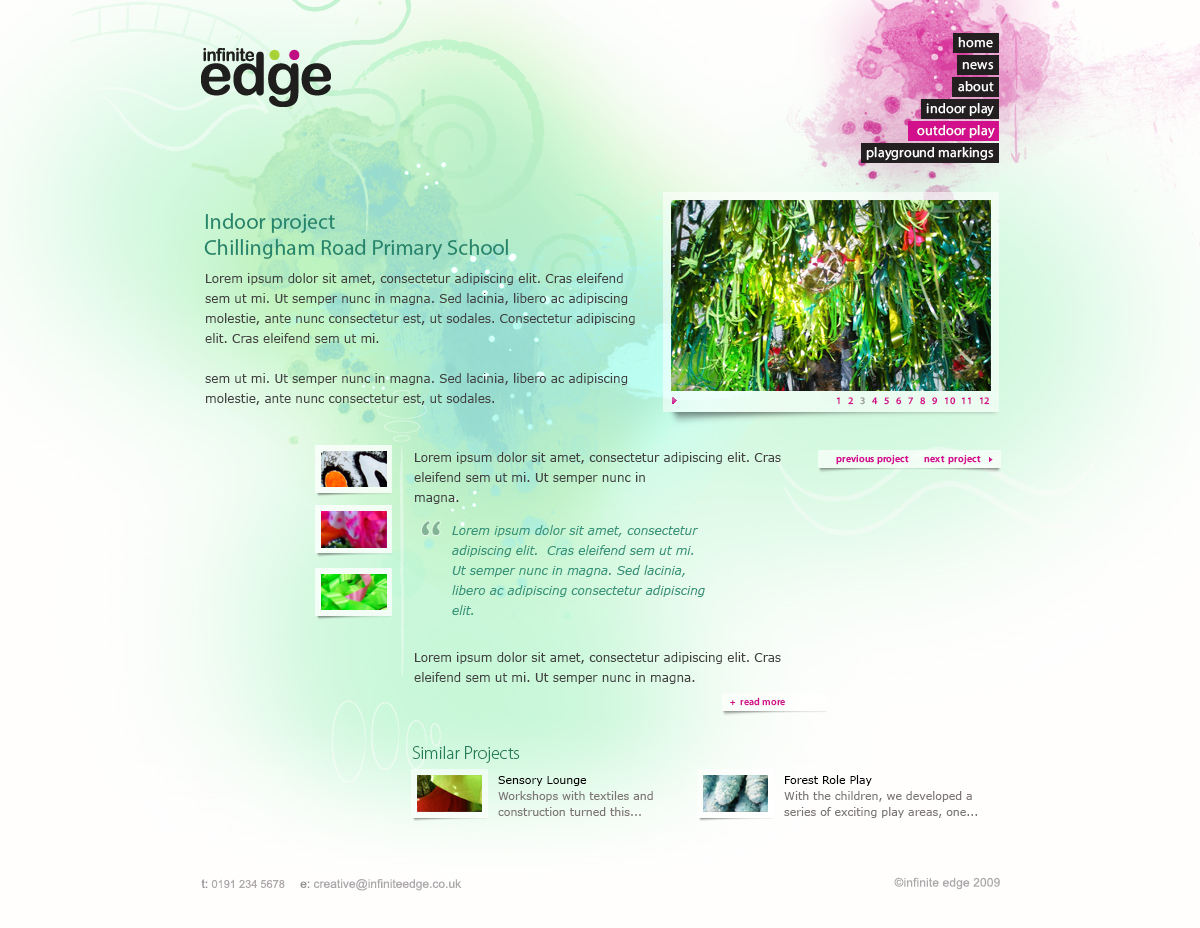 infinite
edge
home
news
about
indoor play
outdoor play
playground markings
Indoor project
Chillingham Road Primary School
Lorem ipsum dolor sit amet, consectetur adipiscing elit. Cras eleifend
sem ut mi. Ut semper nunc in magna. Sed lacinia, libero ac adipiscing
molestie, ante nunc consectetur est, ut sodales. Consectetur adipiscing
elit. Cras eleifend sem ut mi.
sem ut mi. Ut semper nunc in magna. Sed lacinia, libero ac adipiscing
molestie, ante nunc consectetur est, ut sodales.
1 2 3 4 5 6 7 8 9 10 11 12
previous project next project
Lorem ipsum dolor sit amet, consectetur adipiscing elit. Cras
eleifend sem ut mi. Ut semper nunc in
magna.
“ Lorem ipsum dolor sit amet, consectetur
adipiscing elit.  Cras eleifend sem ut mi.
Ut semper nunc in magna. Sed lacinia,
libero ac adipiscing consectetur adipiscing
elit.
Lorem ipsum dolor sit amet, consectetur adipiscing elit. Cras
eleifend sem ut mi. Ut semper nunc in magna.
+ read more
Similar Projects
Sensory Lounge
Workshops with textiles and
construction turned this...
Forest Role Play
With the children, we developed a
series of exciting play areas, one...
t: 0191 234 5678 e: creative@infiniteedge.co.uk
©infinite edge 2009